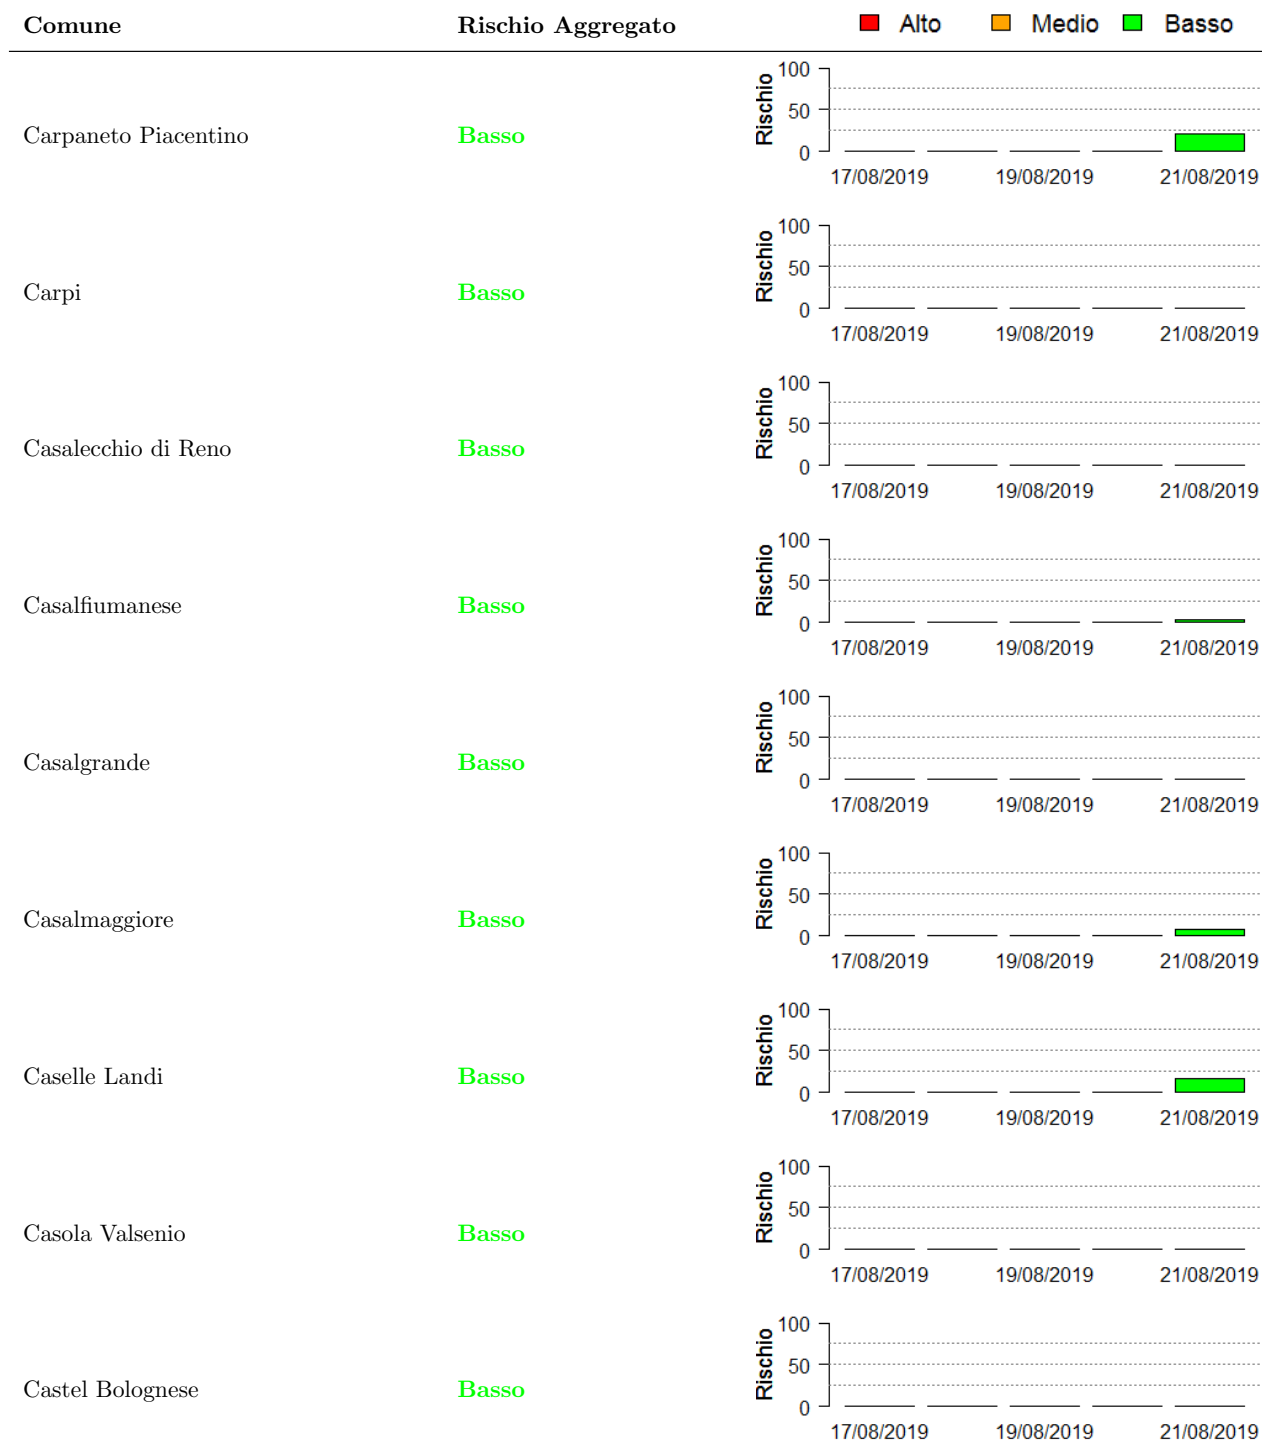 Comune Rischio Aggregato Alto Medio Basso
100
50
0
Rischio
Carpaneto Piacentino Basso
17/08/2019 19/08/2019 21/08/2019
100
50
0
Rischio
Carpi Basso
17/08/2019 19/08/2019 21/08/2019
100
50
0
Rischio
Casalecchio di Reno Basso
17/08/2019 19/08/2019 21/08/2019
100
50
0
Rischio
Casalfiumanese Basso
17/08/2019 19/08/2019 21/08/2019
100
50
0
Rischio
Casalgrande Basso
17/08/2019 19/08/2019 21/08/2019
100
50
0
Rischio
Casalmaggiore Basso
17/08/2019 19/08/2019 21/08/2019
100
50
0
Rischio
Caselle Landi Basso
17/08/2019 19/08/2019 21/08/2019
100
50
0
Rischio
Casola Valsenio Basso
17/08/2019 19/08/2019 21/08/2019
100
50
0
Rischio
Castel Bolognese Basso
17/08/2019 19/08/2019 21/08/2019